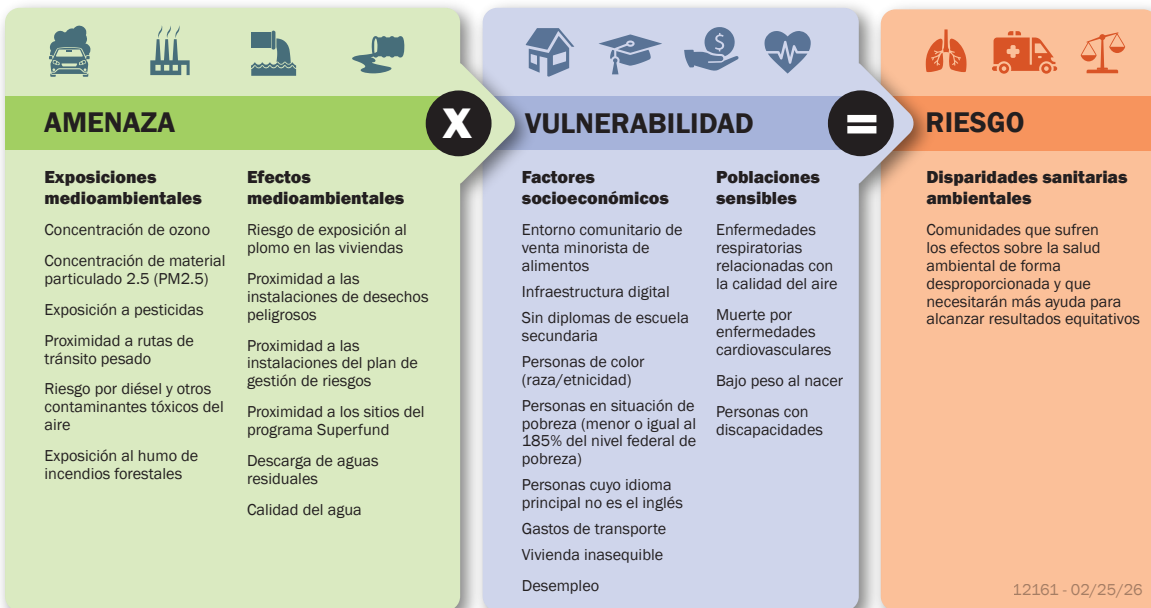 AMENAZA
X
VULNERABILIDAD
=
RIESGO
Exposiciones
medioambientales
Concentración de ozono
Concentración de material
particulado 2.5 (PM2.5)
Exposición a pesticidas
Proximidad a rutas de
tránsito pesado
Riesgo por diésel y otros
contaminantes tóxicos del
aire
Exposición al humo de
incendios forestales
Efectos
medioambientales
Riesgo de exposición al
plomo en las viviendas
Proximidad a las
instalaciones de desechos
peligrosos
Proximidad a las
instalaciones del plan de
gestión de riesgos
Proximidad a los sitios del
programa Superfund
Descarga de aguas
residuales
Calidad del agua
Factores
socioeconómicos
Entorno comunitario de
venta minorista de
alimentos
Infraestructura digital
Sin diplomas de escuela
secundaria
Personas de color
(raza/etnicidad)
Personas en situación de
pobreza (menor o igual al
185% del nivel federal de
pobreza)
Personas cuyo idioma
principal no es el inglés
Gastos de transporte
Vivienda inasequible
Desempleo
Poblaciones
sensibles
Enfermedades
respiratorias
relacionadas con
la calidad del aire
Muerte por
enfermedades
cardiovasculares
Bajo peso al nacer
Personas con
discapacidades
Disparidades sanitarias
ambientales
Comunidades que sufren
los efectos sobre la salud
ambiental de forma
desproporcionada y que
necesitarán más ayuda para
alcanzar resultados equitativos
$
12161 - 02/25/26